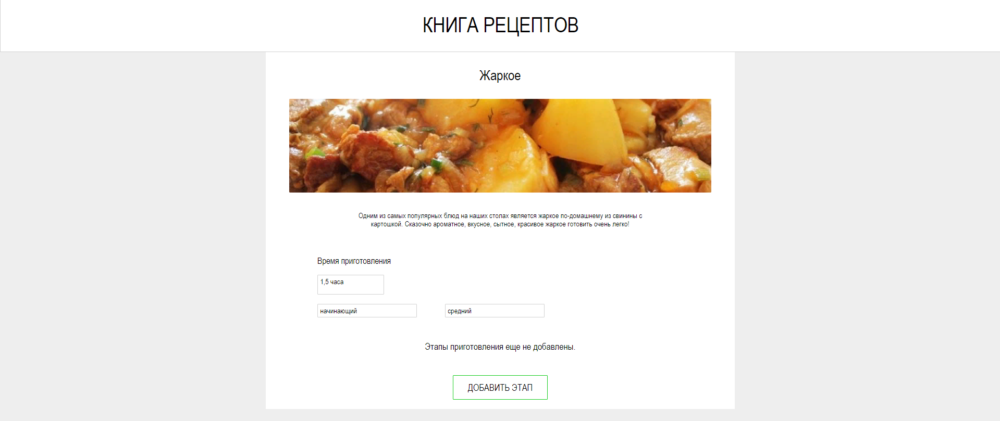 КНИГА РЕЦЕПТОВ
Жаркое
Одним из самых популярных блюд на наших столах является жаркое по-домашнему из свинины с
картошкой. Сказочно ароматное, вкусное, сытное, красивое жаркое готовить очень легко!
Время приготовления
1,5 часа
начинающий средний
Этапы приготовления еще не добавлены.
ДОБАВИТЬ ЭТАП